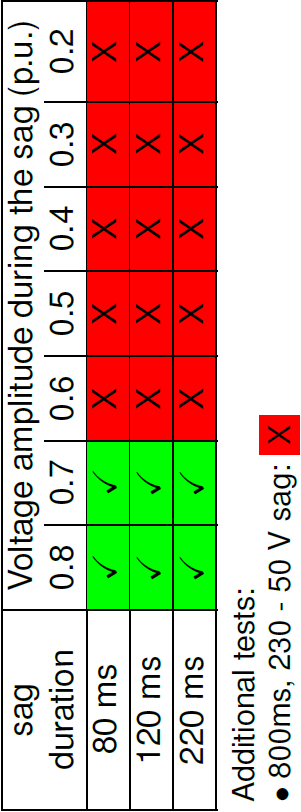 sag duration Voltage amplitude during the sag (p.u.)
0.8 0.7 0.6 0.5 0.4 0.3 0.2
80 ms ✓ ✓ X X X X X
120 ms ✓ ✓ X X X X X
220 ms ✓ ✓ X X X X X
Additional tests:
• 800ms, 230 - 50 V sag: X